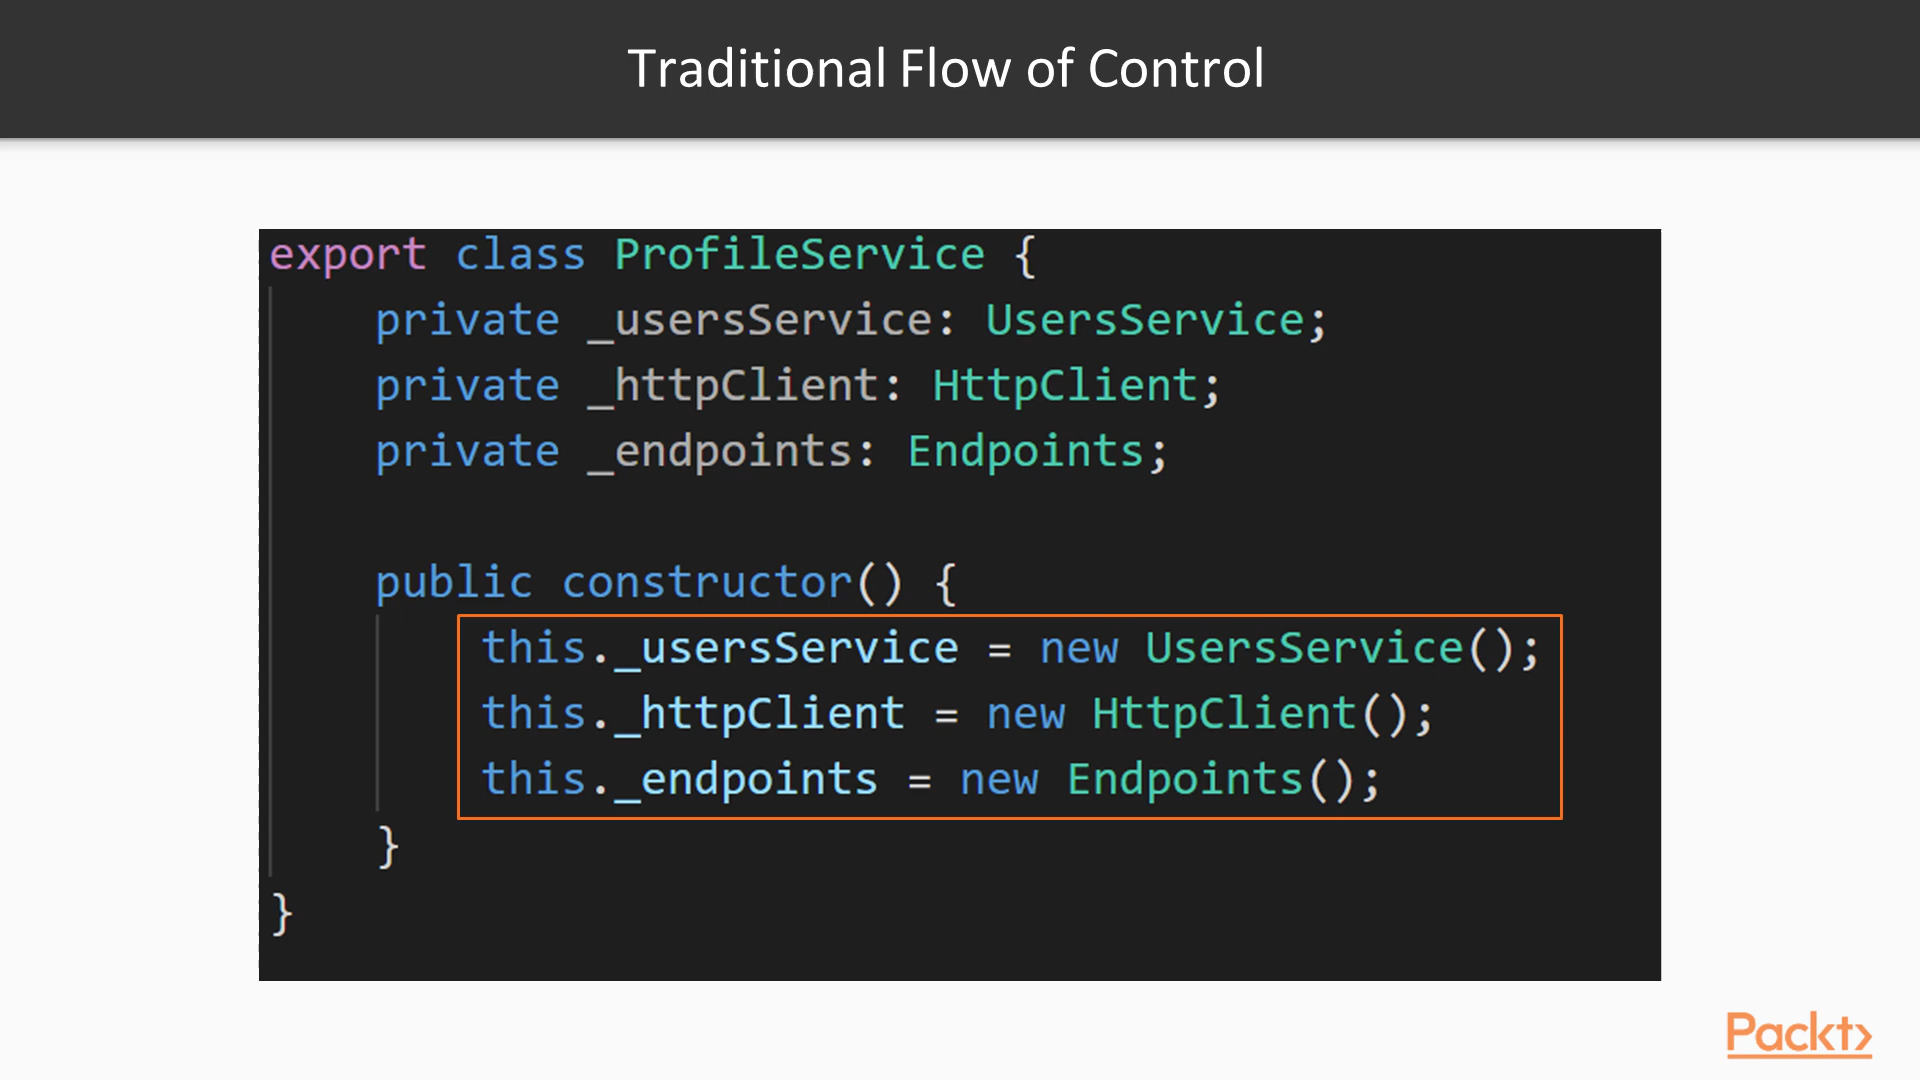 Traditional Flow of Control
export class ProfileService {
private _usersService: UsersService;
private _httpClient: HttpClient;
private _endpoints: Endpoints;
public constructor() {
this._usersService = new UsersService();
this._httpClient = new HttpClient();
this._endpoints = new Endpoints();
}
}
Packt>